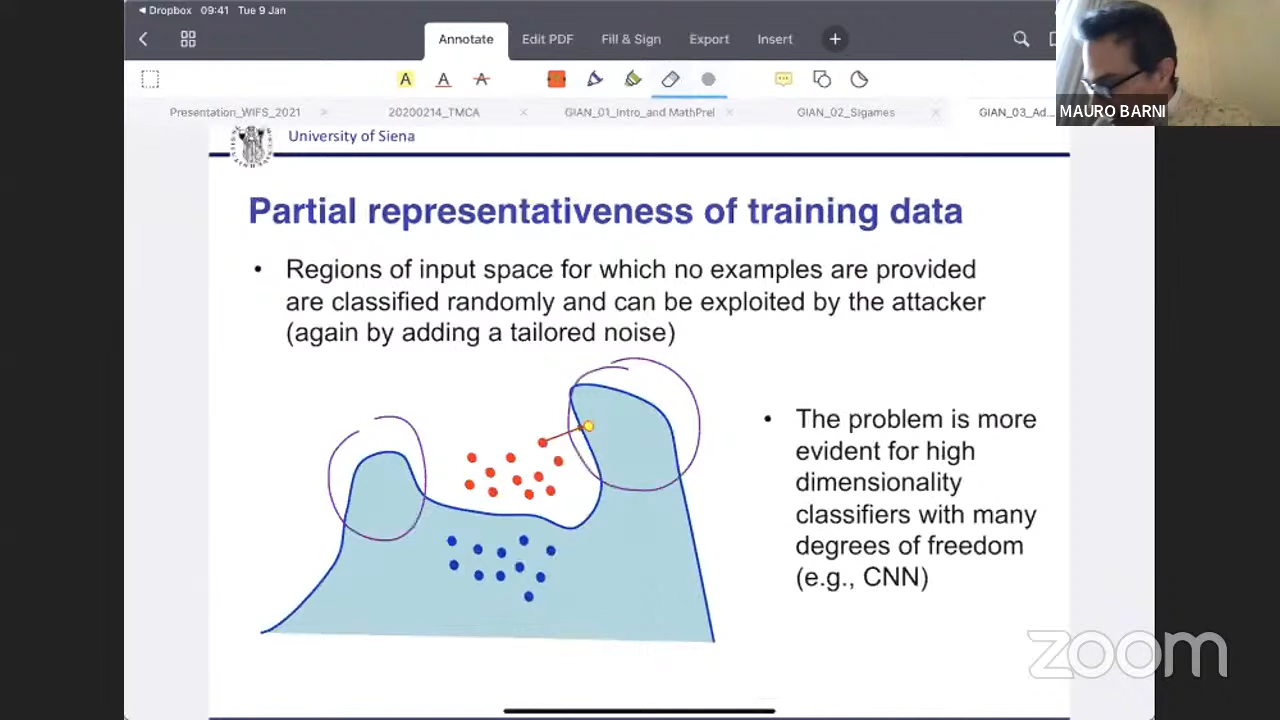 Dropbox 09:41 Tue 9 Jan
Annotate Edit PDF Fill & Sign Export Insert +
A A A
Presentation_WIFS_2021 × 20200214_TMCA × GIAN_01_Intro_and MathPrel × GIAN_02_Sigames × GIAN_03_Ad...
MAURO BARNI
University of Siena
Partial representativeness of training data
• Regions of input space for which no examples are provided
are classified randomly and can be exploited by the attacker
(again by adding a tailored noise)
• The problem is more
evident for high
dimensionality
classifiers with many
degrees of freedom
(e.g., CNN)
zoom